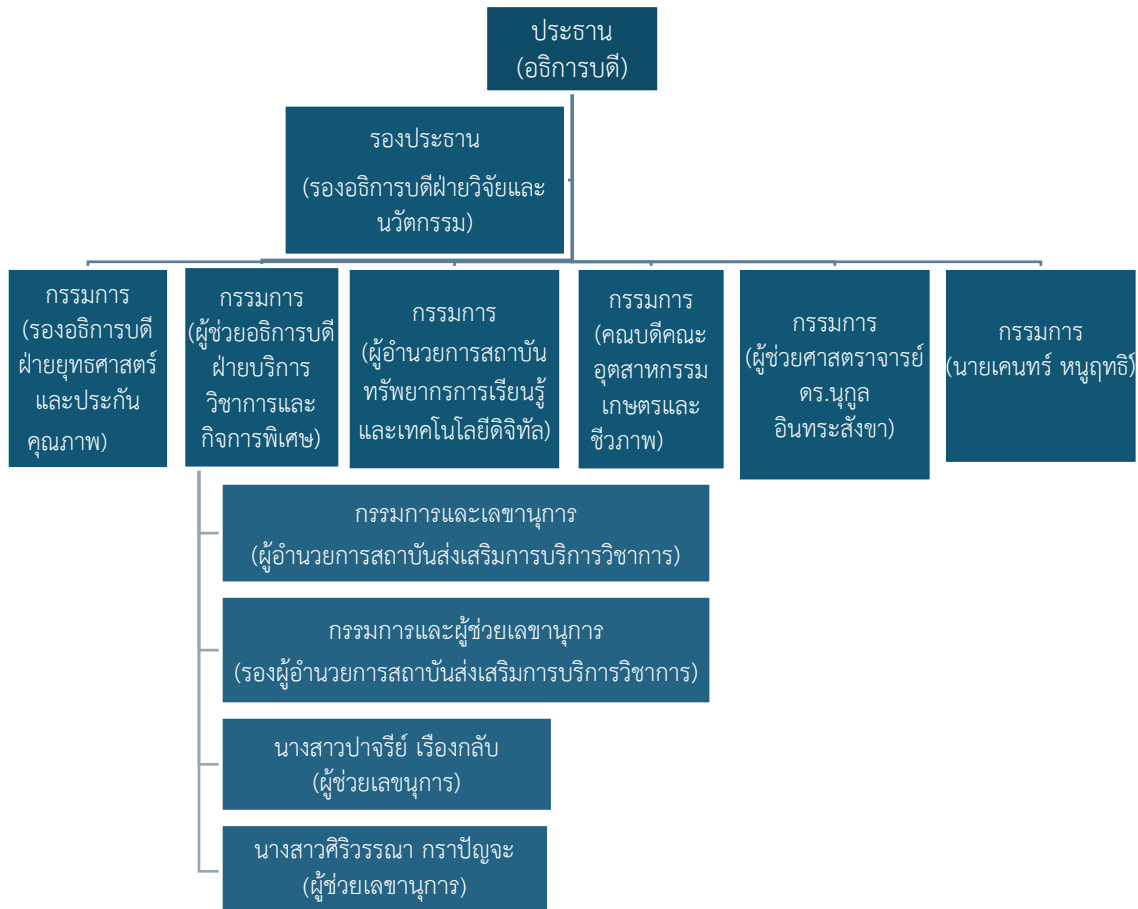 ประธาน
(อธิการบดี)
รองประธาน
(รองอธิการบดีฝ่ายวิจัยและ
นวัตกรรม)
กรรมการ
(รองอธิการบดี
ฝ่ายยุทธศาสตร์
และประกัน
คุณภาพ)
กรรมการ
(ผู้ช่วยอธิการบดี
ฝ่ายบริการ
วิชาการและ
กิจการพิเศษ)
กรรมการ
(ผู้อำนวยการสถาบัน
ทรัพยากรการเรียนรู้
และเทคโนโลยีดิจิทัล)
กรรมการ
(คณบดีคณะ
อุตสาหกรรม
เกษตรและ
ชีวภาพ)
กรรมการ
(ผู้ช่วยศาสตราจารย์
ดร.นุกูล
อินทระสังขา)
กรรมการ
(นายเคนทร์ หนูฤทธิ์)
กรรมการและเลขานุการ
(ผู้อำนวยการสถาบันส่งเสริมการบริการวิชาการ)
กรรมการและผู้ช่วยเลขานุการ
(รองผู้อำนวยการสถาบันส่งเสริมการบริการวิชาการ)
นางสาวปาจรีย์ เรืองกลับ
(ผู้ช่วยเลขนุการ)
นางสาวศิริวรรณา กราปัญจะ
(ผู้ช่วยเลขานุการ)